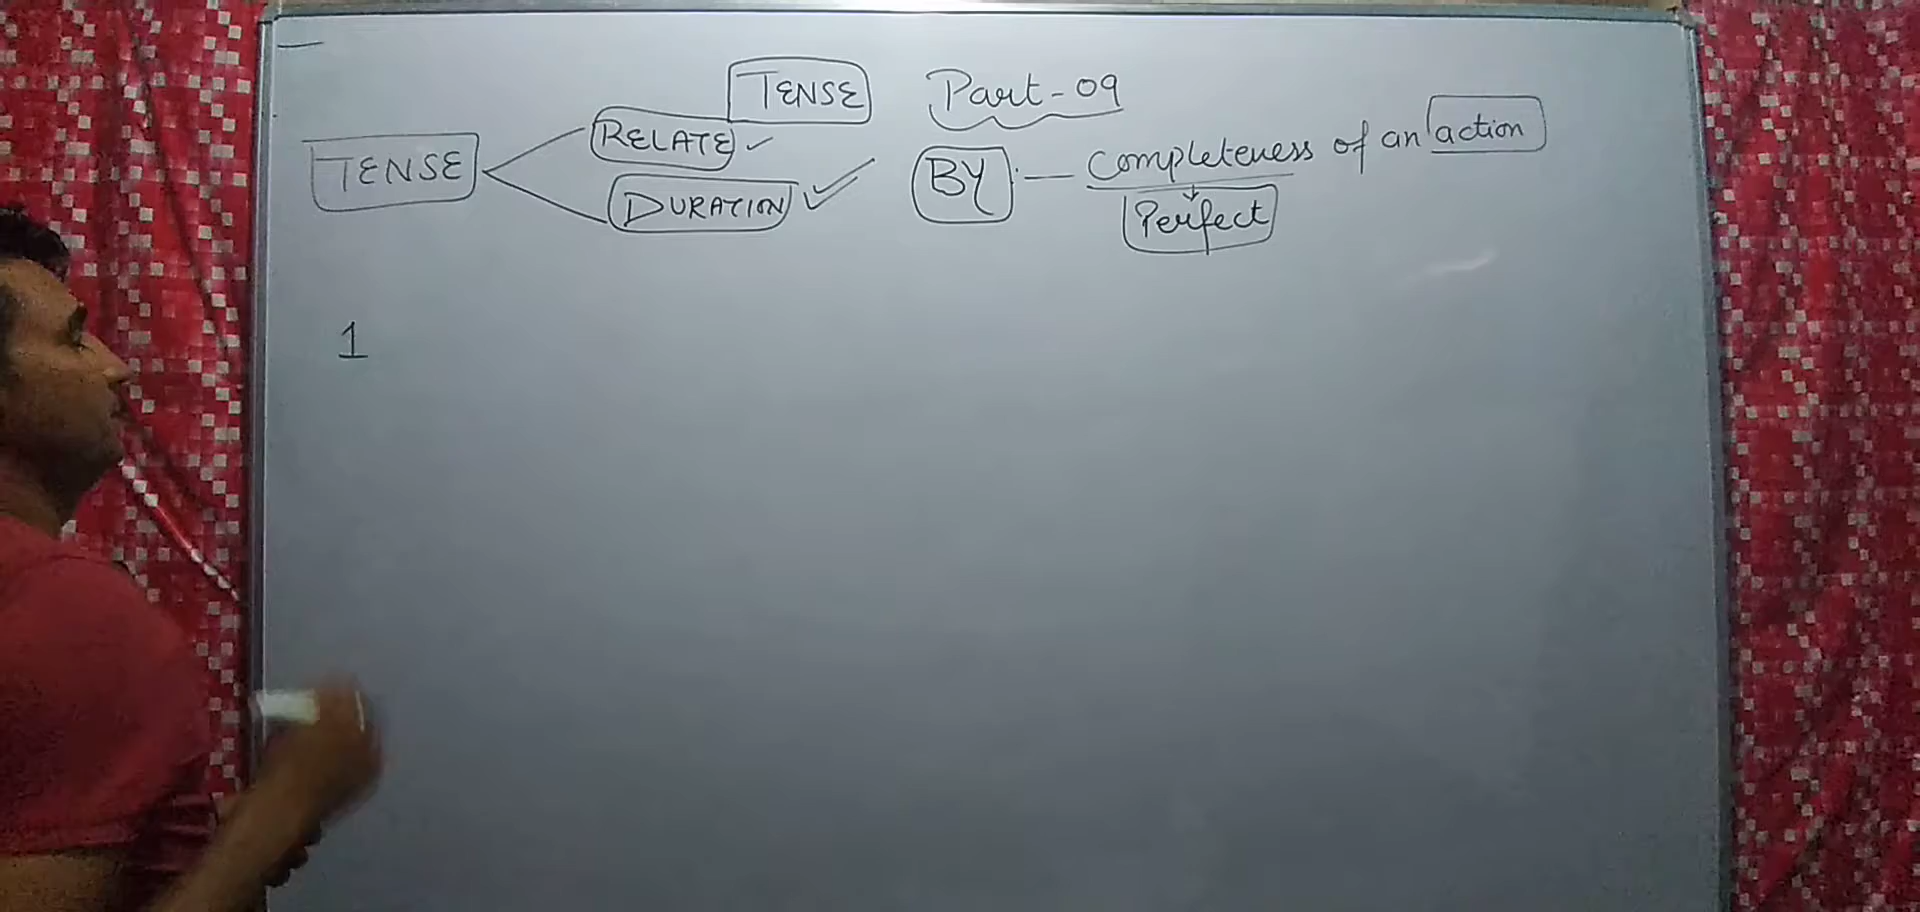 TENSE Part-09
TENSE RELATE BY - Completeness of an action
DURATION Perfect
1